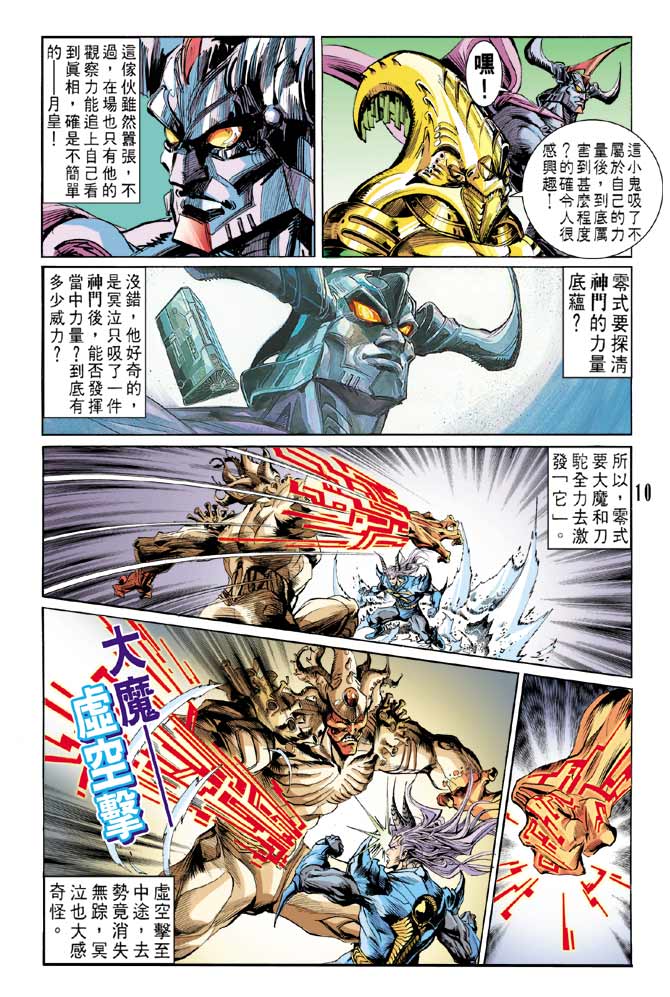 嘿！
這小鬼吸了不
屬於自己的力
量後，到底厲
害到甚麼程度
？的確令人很
感興趣！
這傢伙雖然囂張，不
過，在場也只有他的
觀察力能追上自己看
到真相，確是不簡單
的——月皇！
零式要探清
神門的力量
底蘊？
沒錯，他好奇的，
是冥泣只吸了一件
神門後，能否發揮
當中力量？到底有
多少威力？
所以，零式
要大魔和刀
駝全力去激
發「它」。
10
大魔——
虛空擊
虛空擊至
中途，去
勢竟消失
無踪，冥
泣也大感
奇怪。